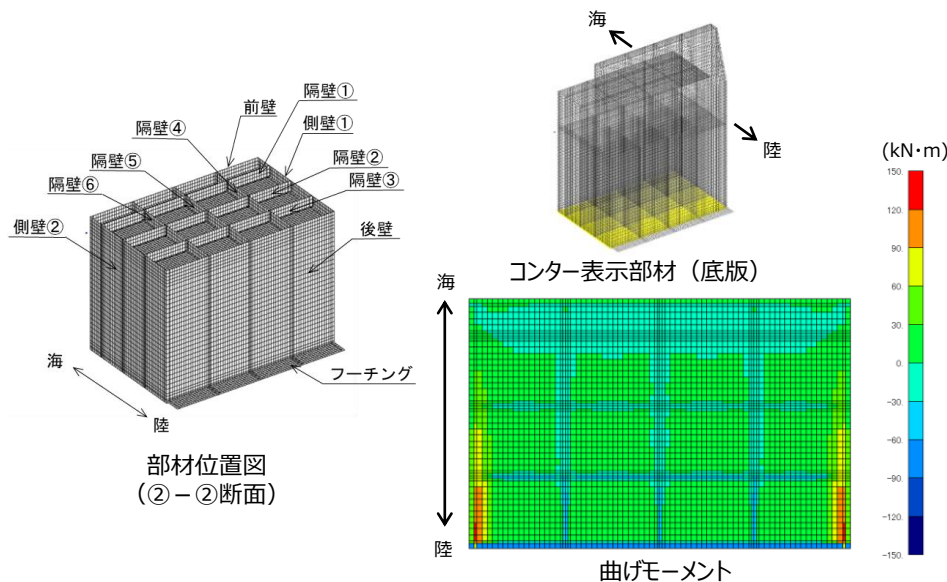 海
陸
隔壁①
前壁
側壁①
隔壁④
隔壁②
隔壁⑤
隔壁③
隔壁⑥
側壁②
後壁
フーチング
海
陸
部材位置図
(②-②断面)
コンター表示部材(底版)
海
陸
曲げモーメント
(kN・m)
150.
120.
90.
60.
30.
0.
-30.
-60.
-90.
-120.
-150.